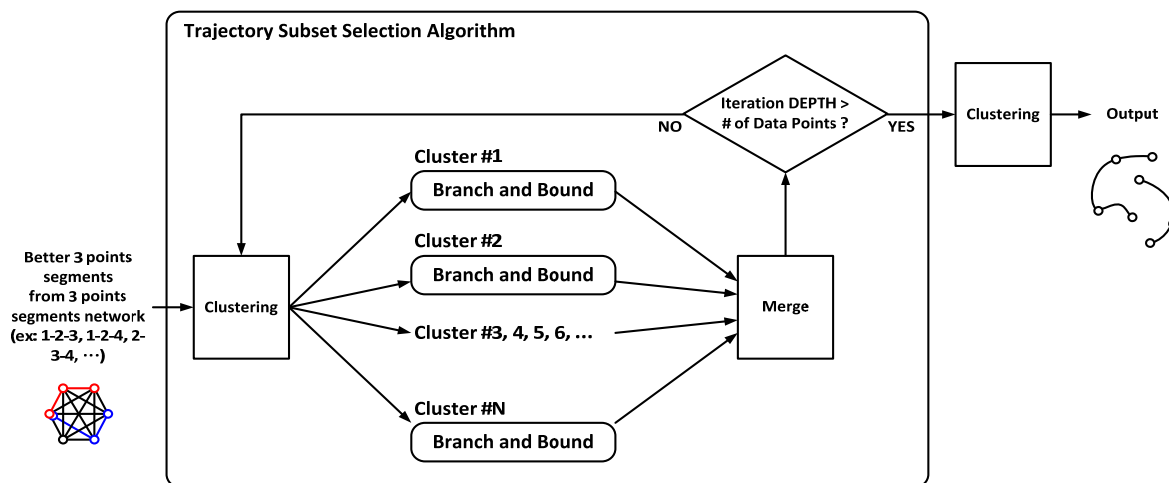 Trajectory Subset Selection Algorithm
Iteration DEPTH >
# of Data Points ?
NO
YES
Clustering
Output
Cluster #1
Branch and Bound
Cluster #2
Branch and Bound
Cluster #3, 4, 5, 6, ...
Cluster #N
Branch and Bound
Better 3 points
segments
from 3 points
segments network
(ex: 1-2-3, 1-2-4, 2-
3-4, ⋯)
Clustering
Merge